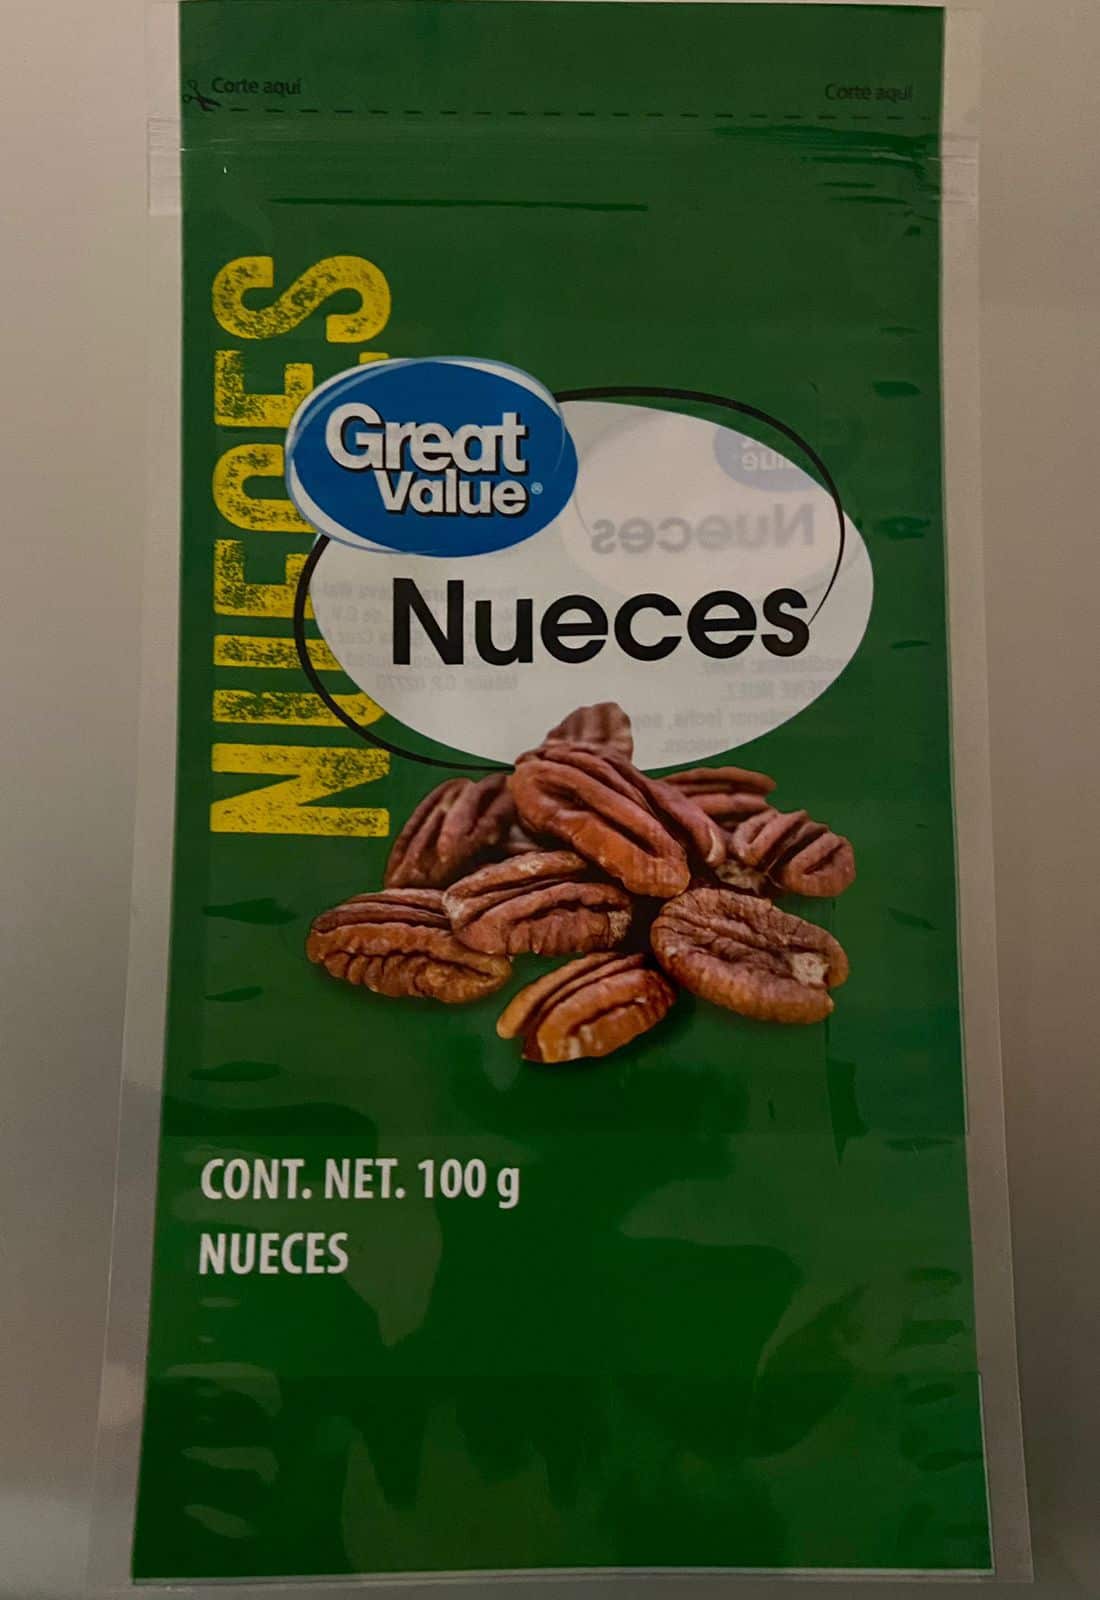 Corte aquí
Corte aquí
NUECES
Great
Value®
Nueces
CONT. NET. 100 g
NUECES